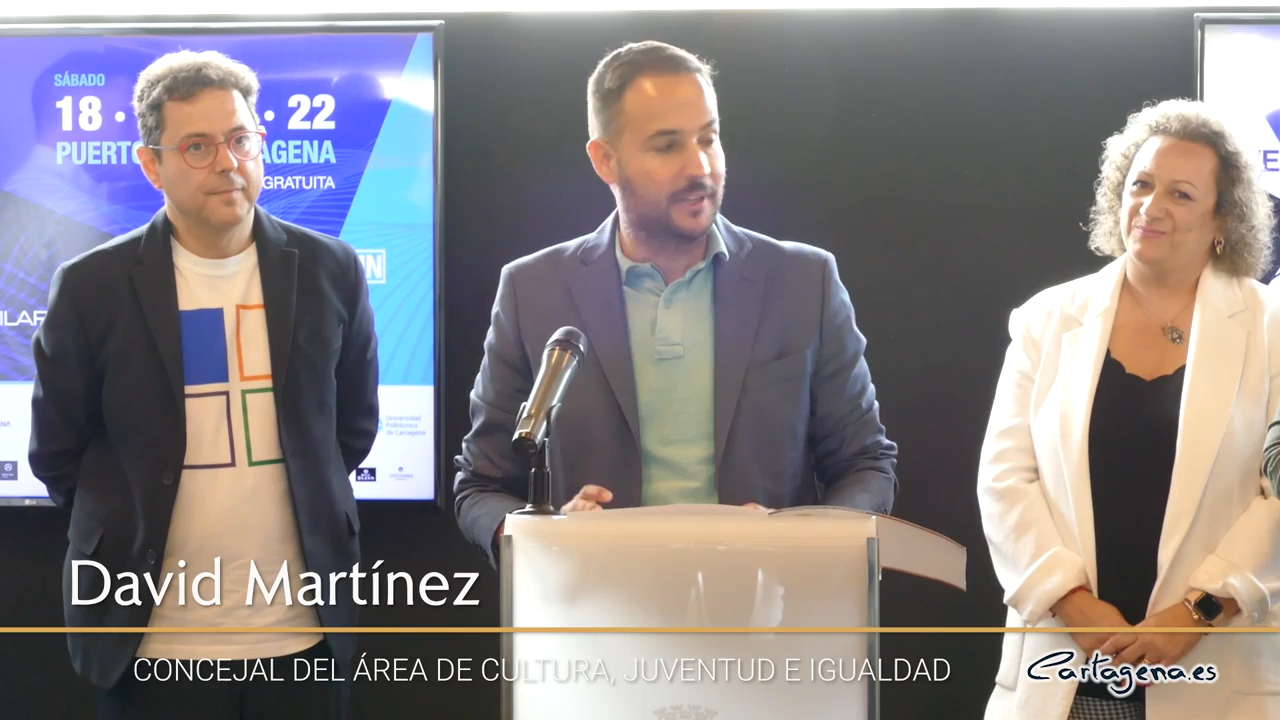 SÁBADO
18 · · 22
PUERTO AGENA
GRATUITA
Universidad
Politécnica
de Cartagena
LG
David Martínez
CONCEJAL DEL ÁREA DE CULTURA, JUVENTUD E IGUALDAD
Cartagena.es